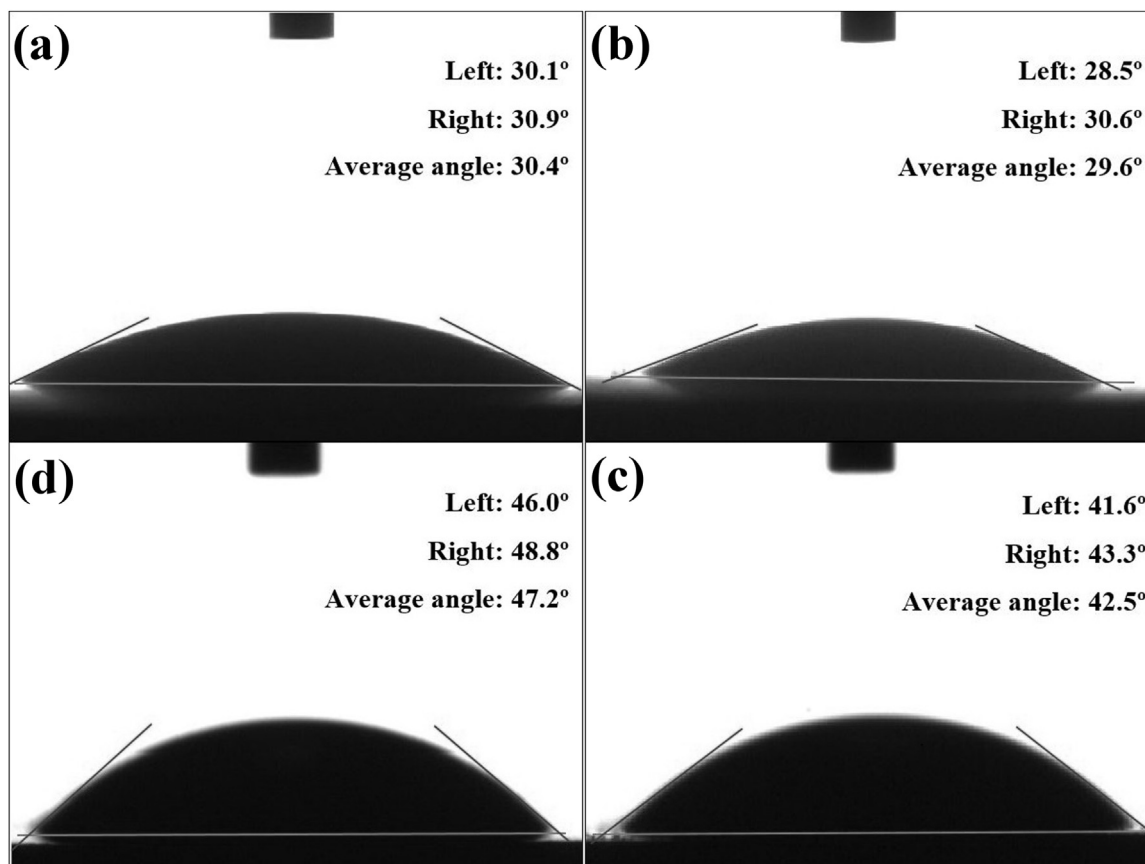 (a)
Left: 30.1º
Right: 30.9º
Average angle: 30.4º
(b)
Left: 28.5º
Right: 30.6º
Average angle: 29.6º
(d)
Left: 46.0º
Right: 48.8º
Average angle: 47.2º
(c)
Left: 41.6º
Right: 43.3º
Average angle: 42.5º